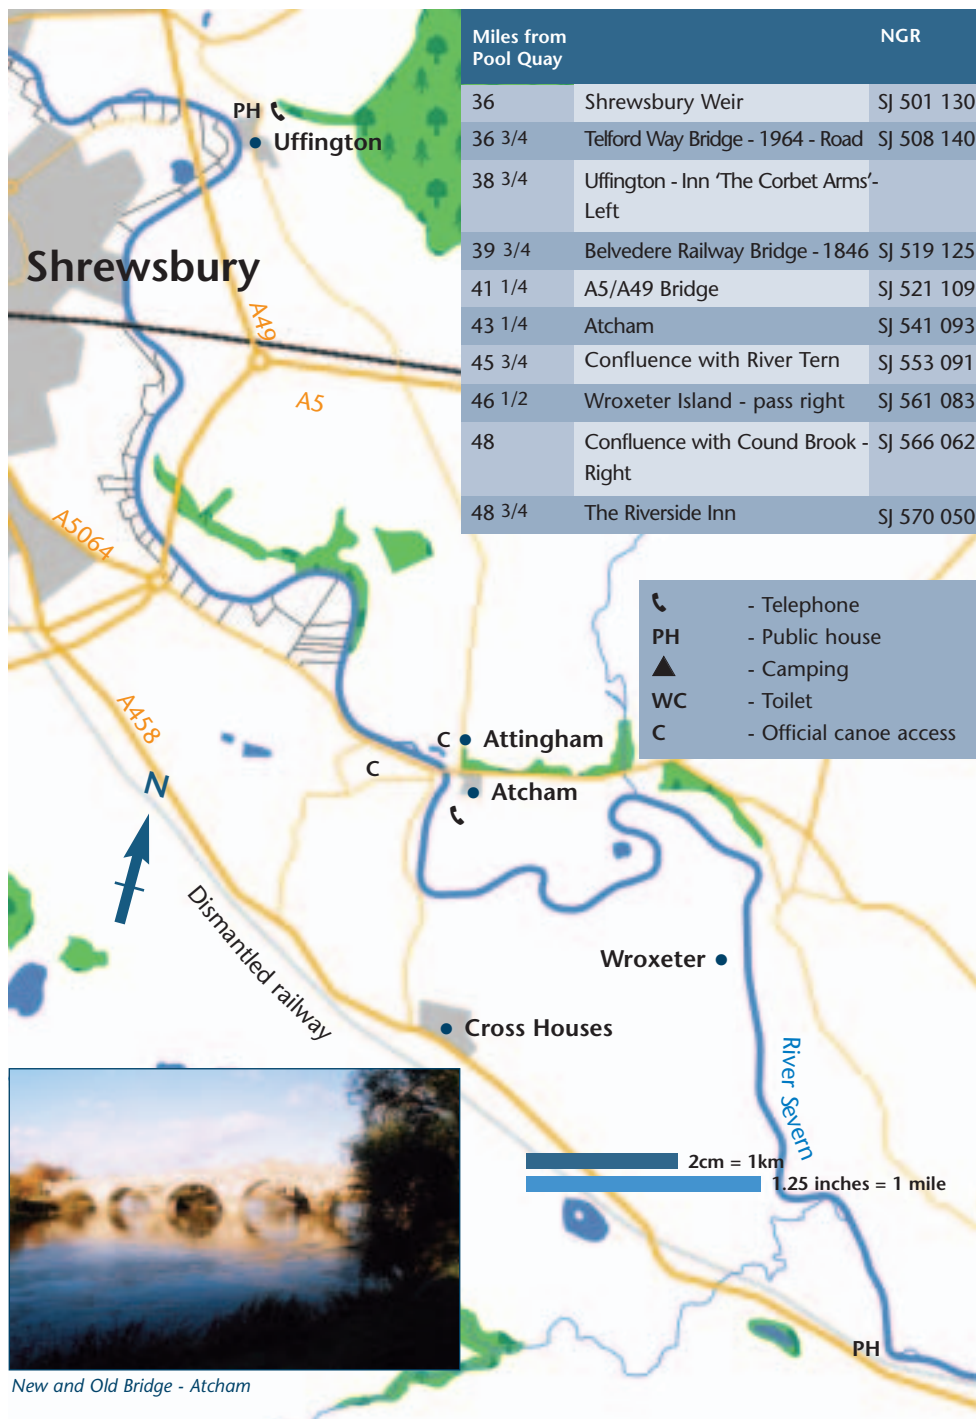 Miles from NGR
Pool Quay
36 Shrewsbury Weir SJ 501 130
36 3/4 Telford Way Bridge - 1964 - Road SJ 508 140
38 3/4 Uffington - Inn ‘The Corbet Arms’-
Left
39 3/4 Belvedere Railway Bridge - 1846 SJ 519 125
41 1/4 A5/A49 Bridge SJ 521 109
43 1/4 Atcham SJ 541 093
45 3/4 Confluence with River Tern SJ 553 091
46 1/2 Wroxeter Island - pass right SJ 561 083
48 Confluence with Cound Brook - SJ 566 062
Right
48 3/4 The Riverside Inn SJ 570 050
PH
Uffington
Shrewsbury
A49
A5
A5064
A458
- Telephone
PH - Public house
- Camping
WC - Toilet
C - Official canoe access
C Attingham
C
Atcham
N
Dismantled railway
Wroxeter
Cross Houses
River Severn
2cm = 1km
1.25 inches = 1 mile
PH
New and Old Bridge - Atcham